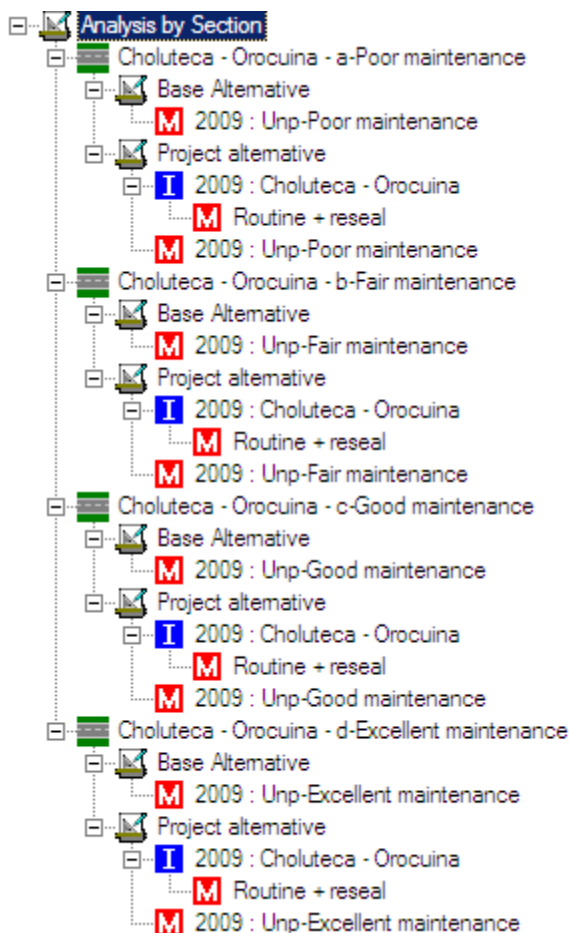 Analysis by Section
Choluteca - Orocuina - a-Poor maintenance
Base Alternative
M 2009 : Unp-Poor maintenance
Project alternative
I 2009 : Choluteca - Orocuina
M Routine + reseal
M 2009 : Unp-Poor maintenance
Choluteca - Orocuina - b-Fair maintenance
Base Alternative
M 2009 : Unp-Fair maintenance
Project alternative
I 2009 : Choluteca - Orocuina
M Routine + reseal
M 2009 : Unp-Fair maintenance
Choluteca - Orocuina - c-Good maintenance
Base Alternative
M 2009 : Unp-Good maintenance
Project alternative
I 2009 : Choluteca - Orocuina
M Routine + reseal
M 2009 : Unp-Good maintenance
Choluteca - Orocuina - d-Excellent maintenance
Base Alternative
M 2009 : Unp-Excellent maintenance
Project alternative
I 2009 : Choluteca - Orocuina
M Routine + reseal
M 2009 : Unp-Excellent maintenance